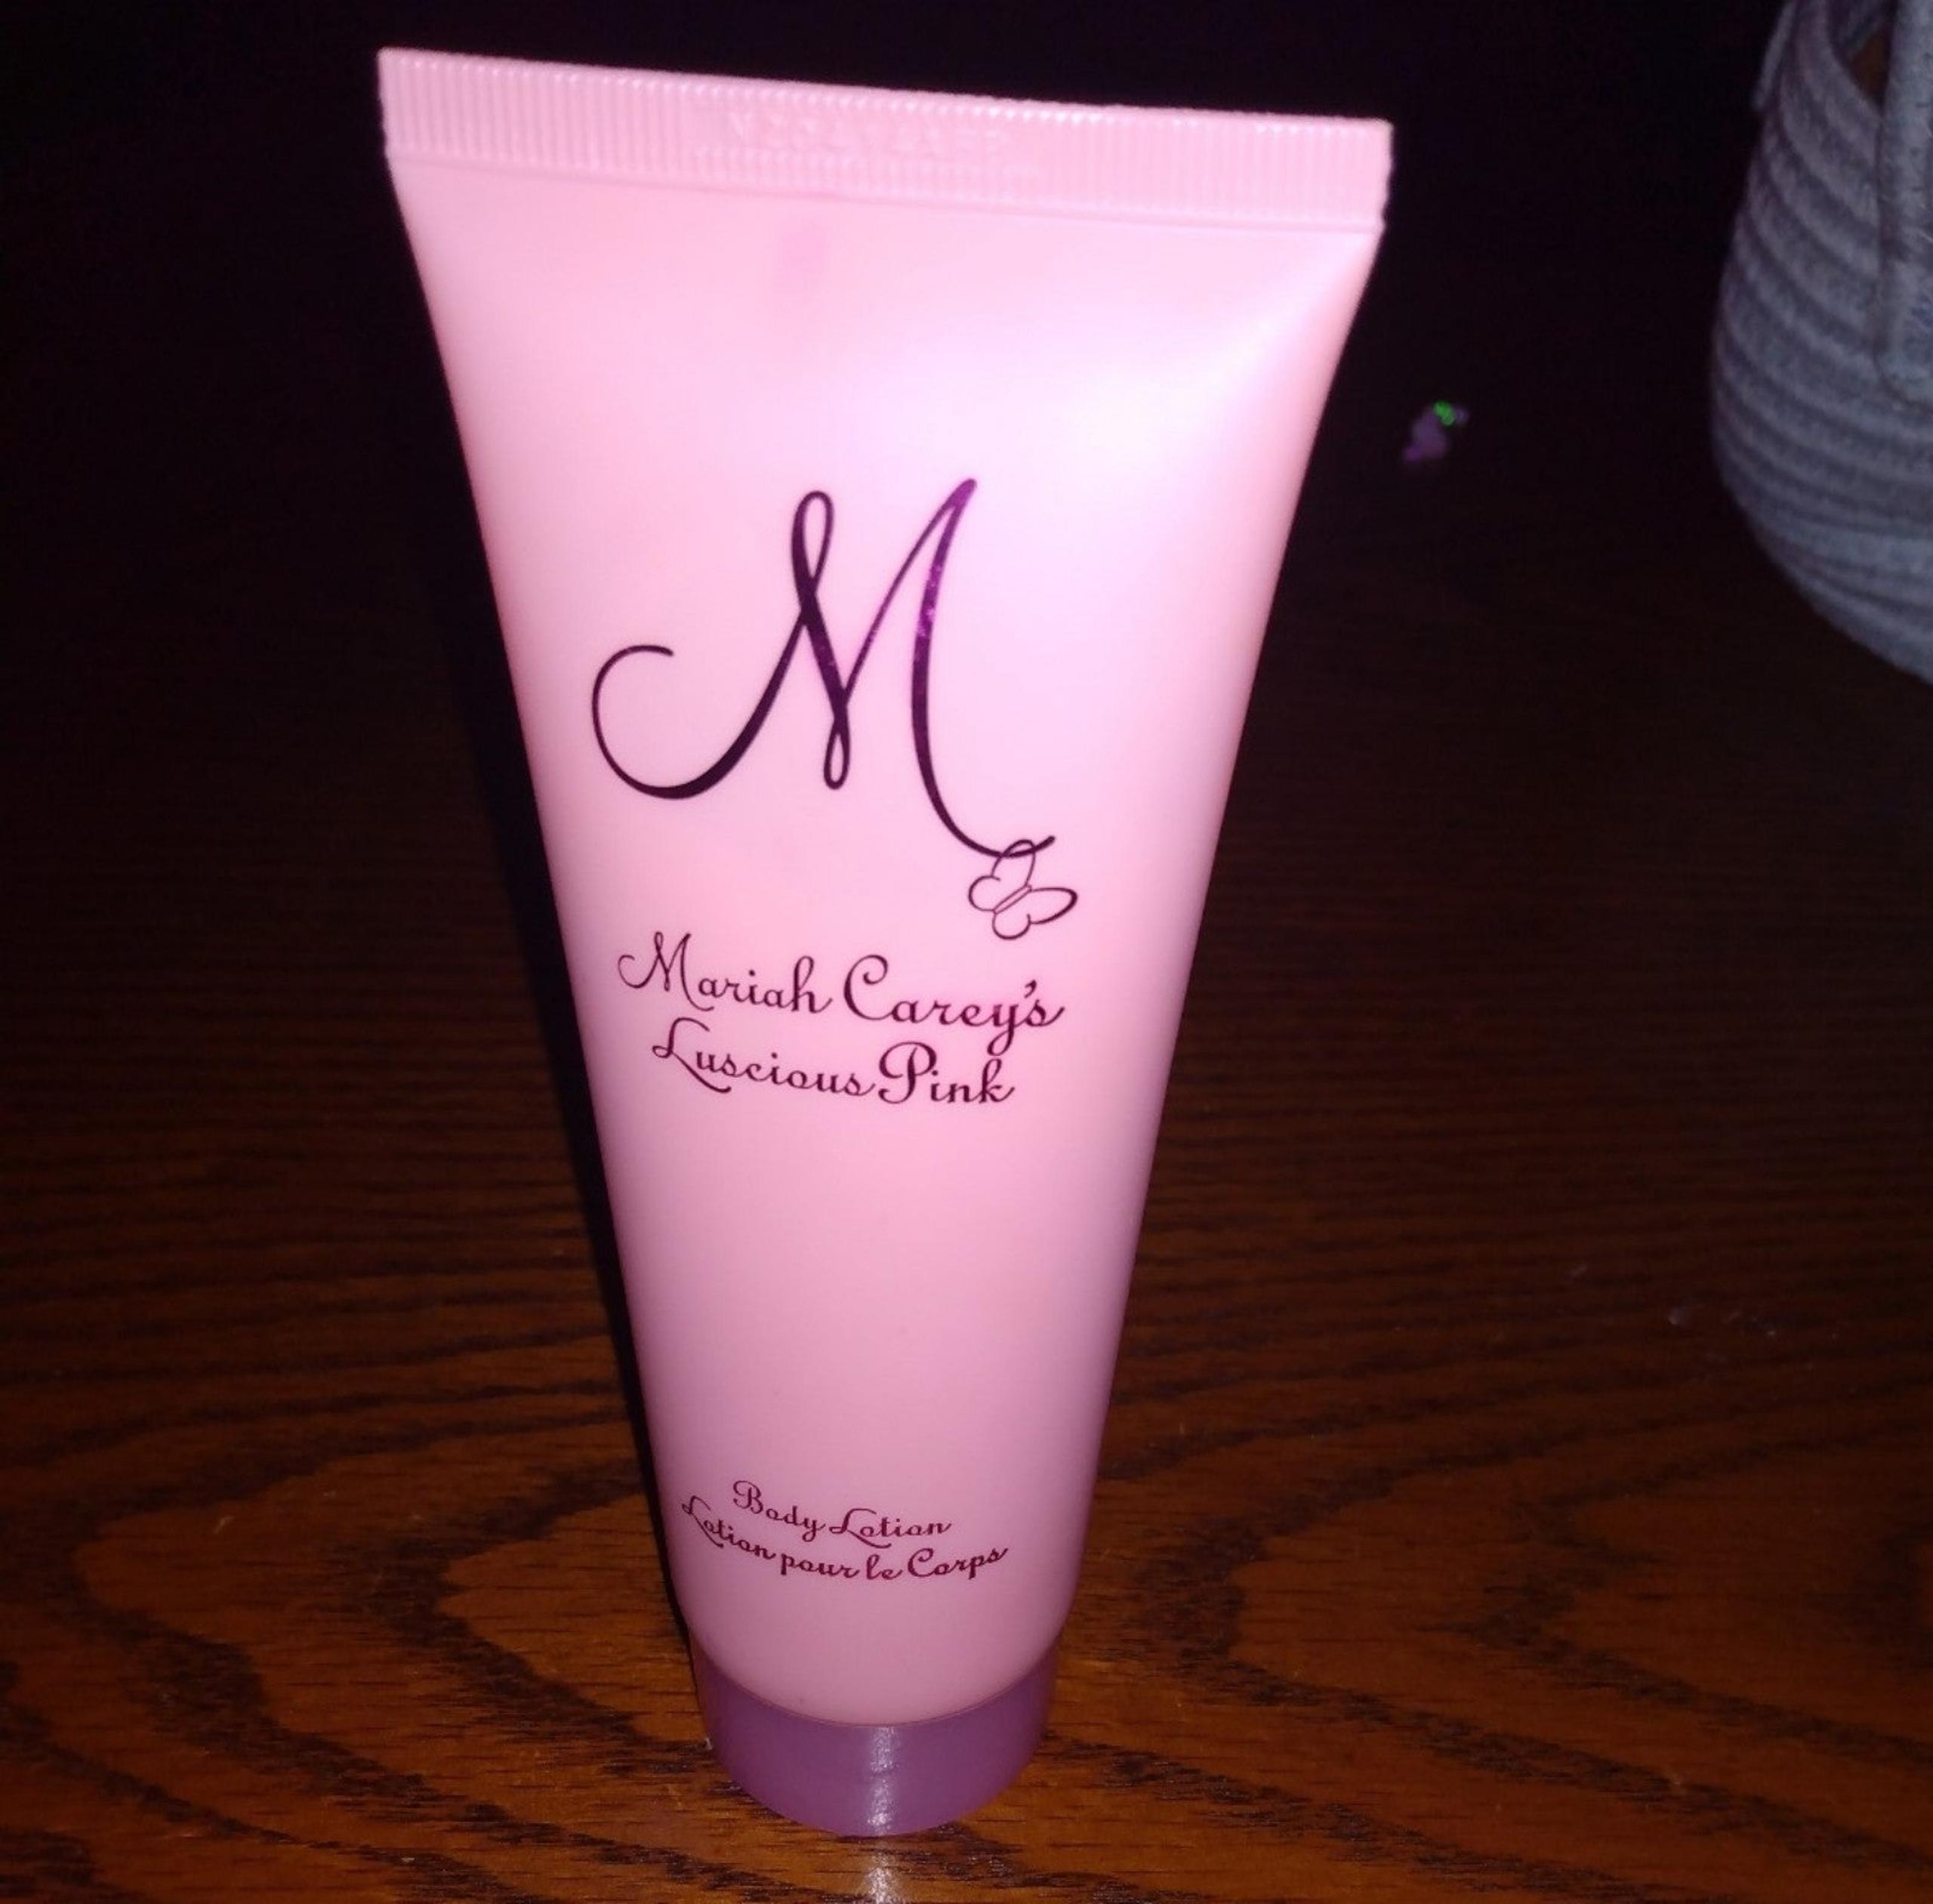 M
Mariah Carey's
Luscious Pink
Body Lotion
Lotion pour le Corps